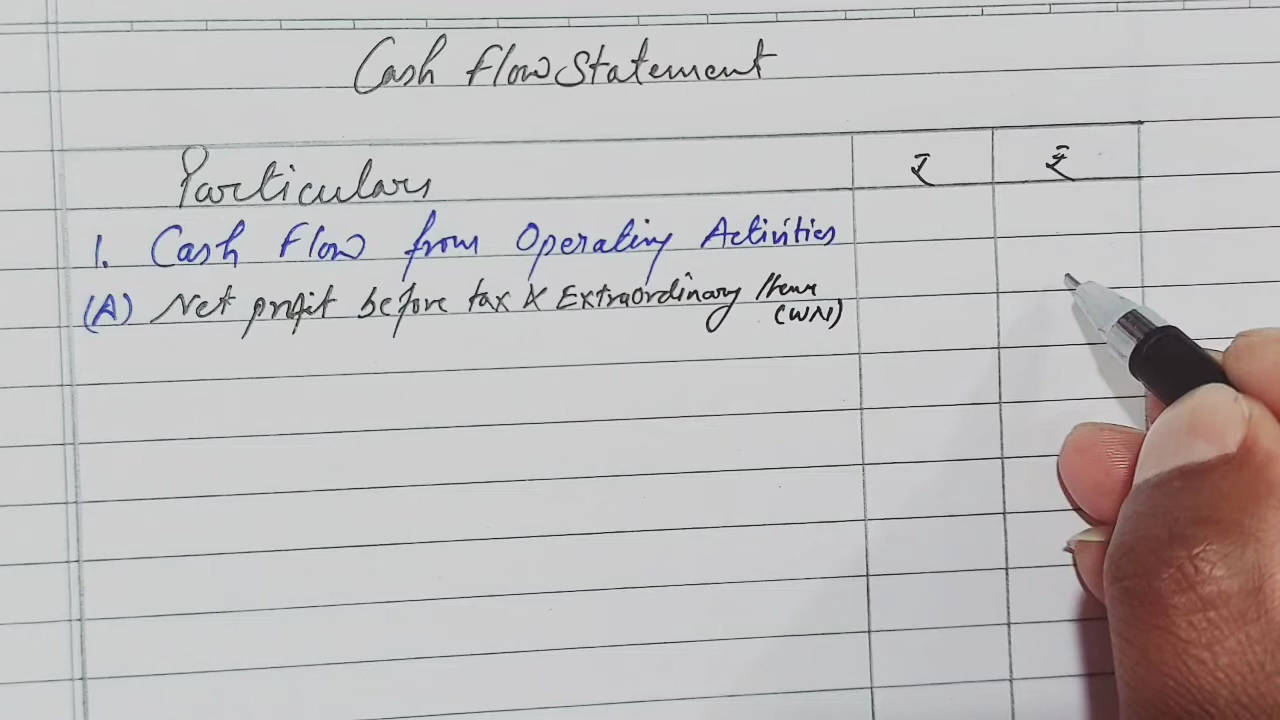 Cash Flow Statement
Particulars ₹ ₹
1. Cash Flow from Operating Activities
(A) Net profit before tax & Extraordinary Items
(WN)